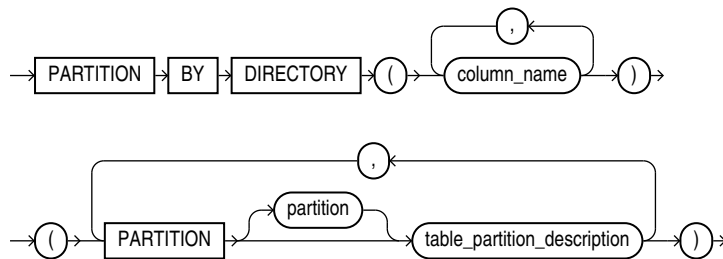 ,
PARTITION BY DIRECTORY ( column_name )
,
partition
( PARTITION table_partition_description )